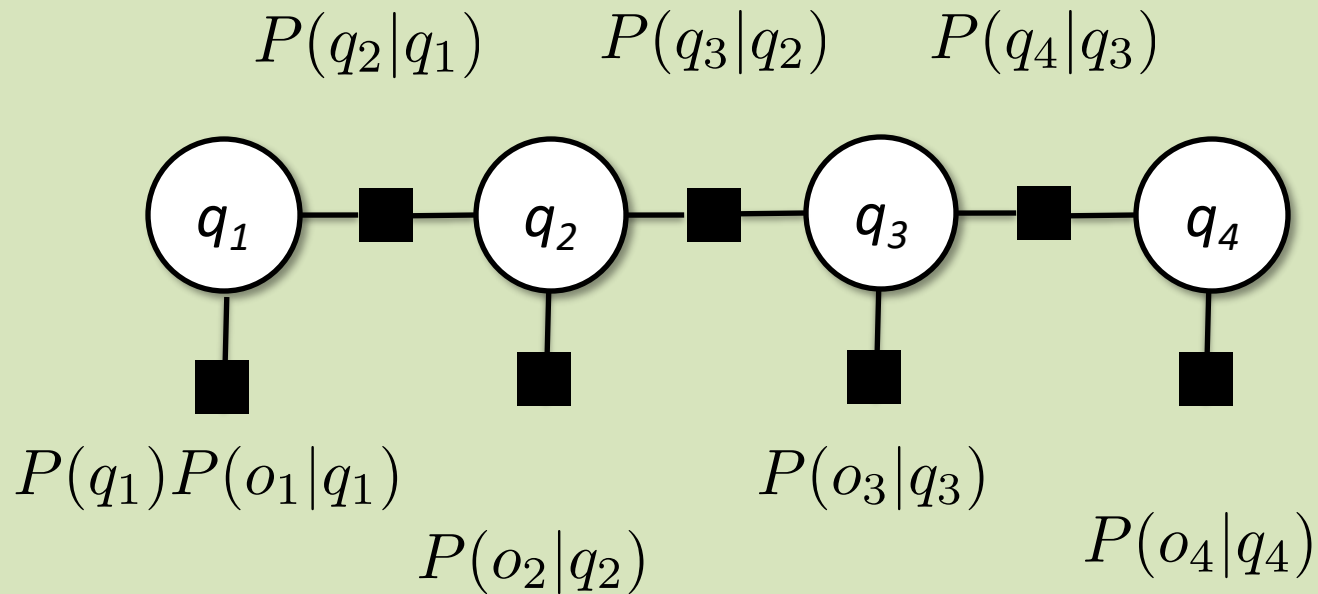 P(q₂|q₁) P(q₃|q₂) P(q₄|q₃)
q₁ q₂ q₃ q₄
P(q₁)P(o₁|q₁) P(o₃|q₃)
P(o₂|q₂) P(o₄|q₄)